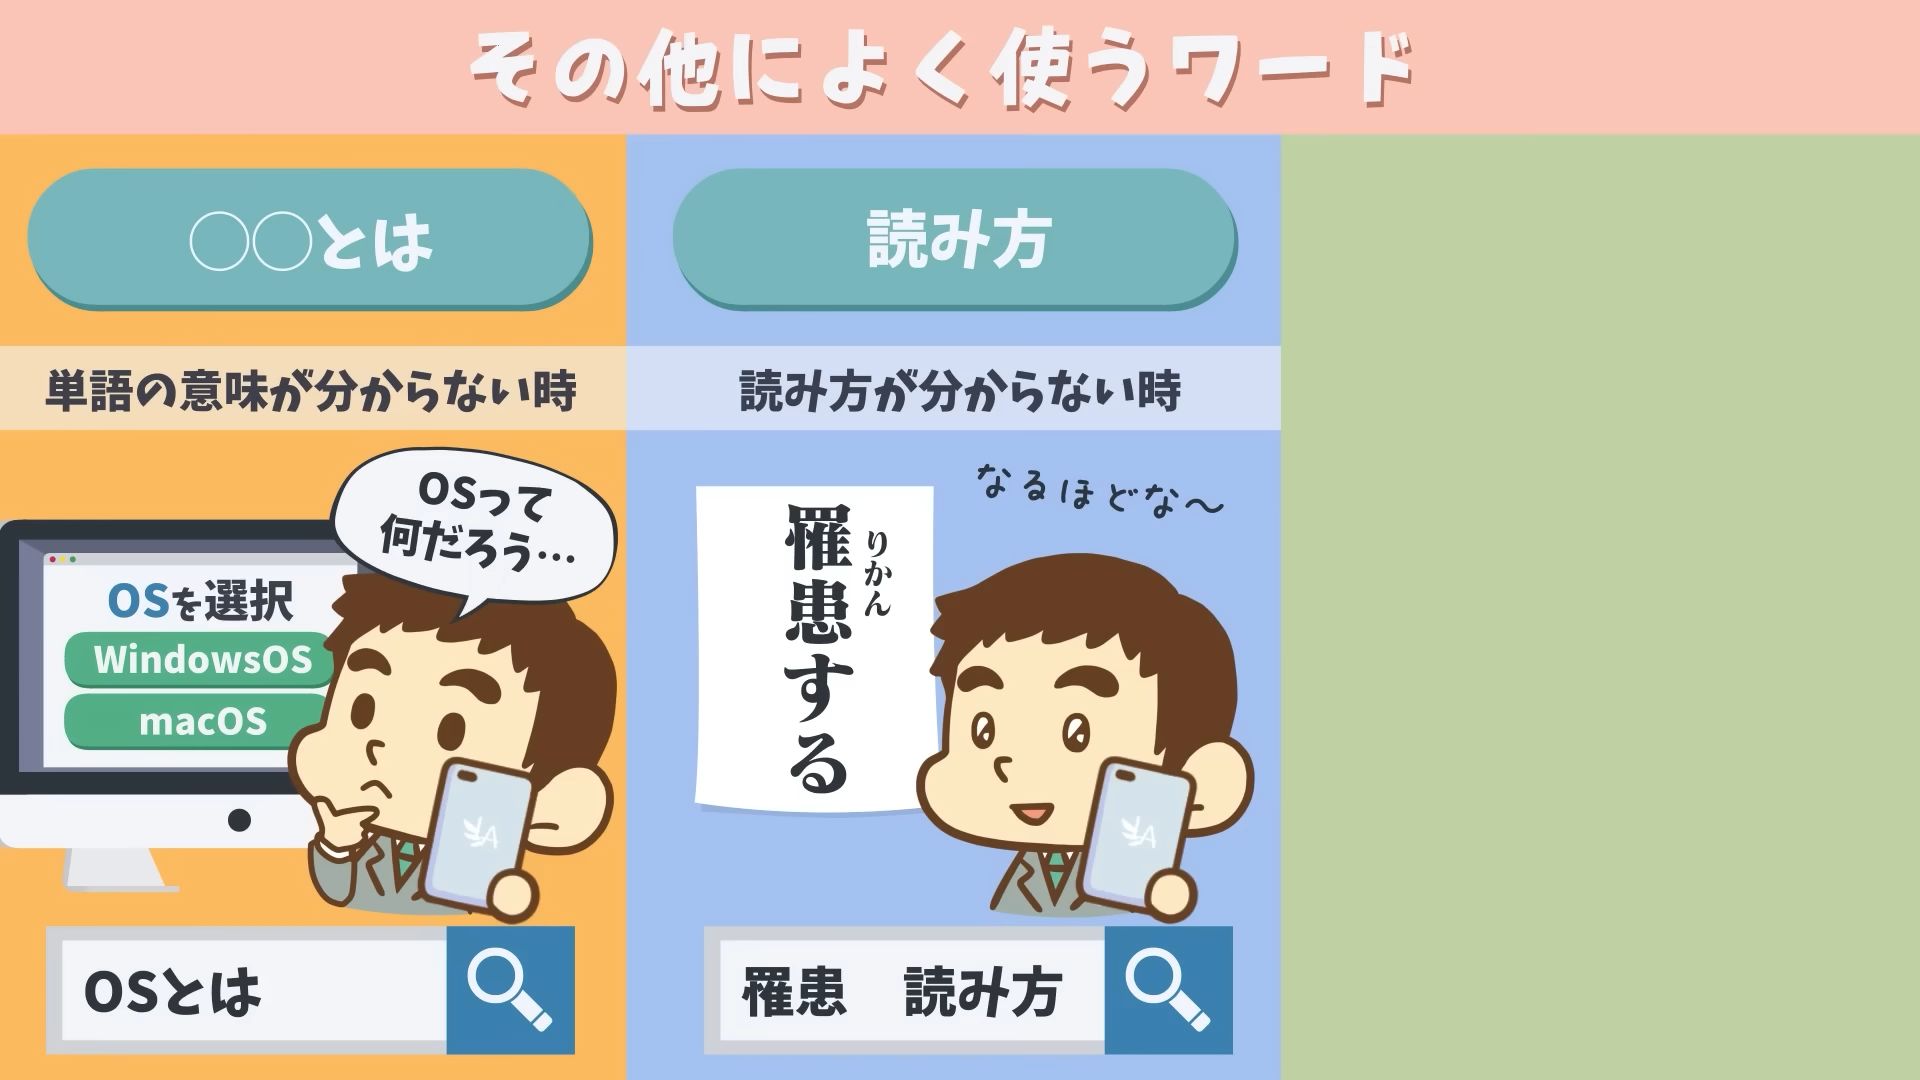 その他によく使うワード
◯◯とは
単語の意味が分からない時
OSって
何だろう…
OSを選択
WindowsOS
macOS
OSとは
読み方
読み方が分からない時
なるほどな〜
罹患する
りかん
罹患　読み方